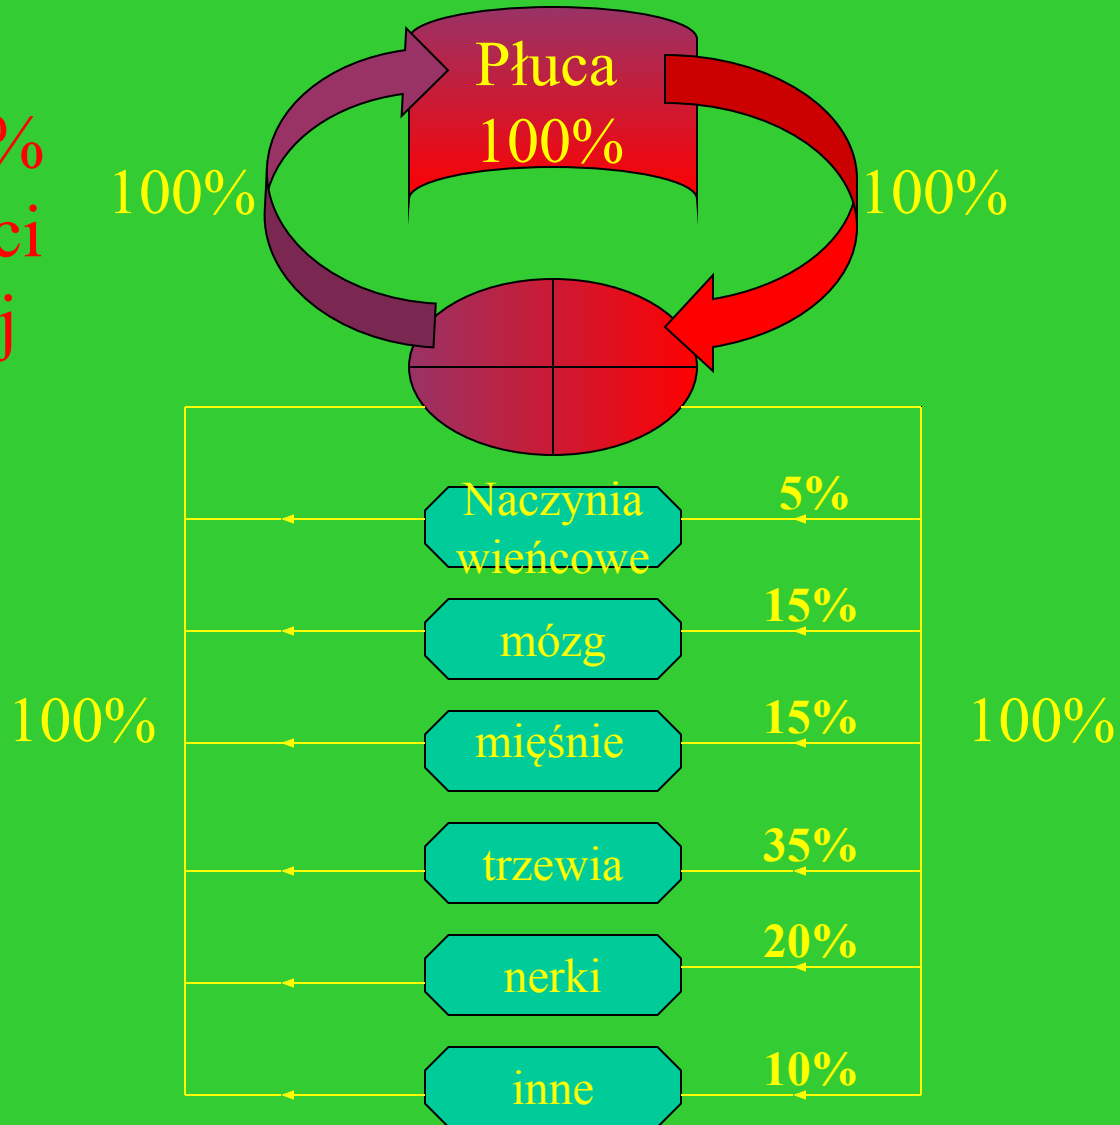 Płuca
100%
%
100%
100%
ci
j
Naczynia
wieńcowe
5%
mózg
15%
100%
mięśnie
15%
100%
trzewia
35%
nerki
20%
inne
10%